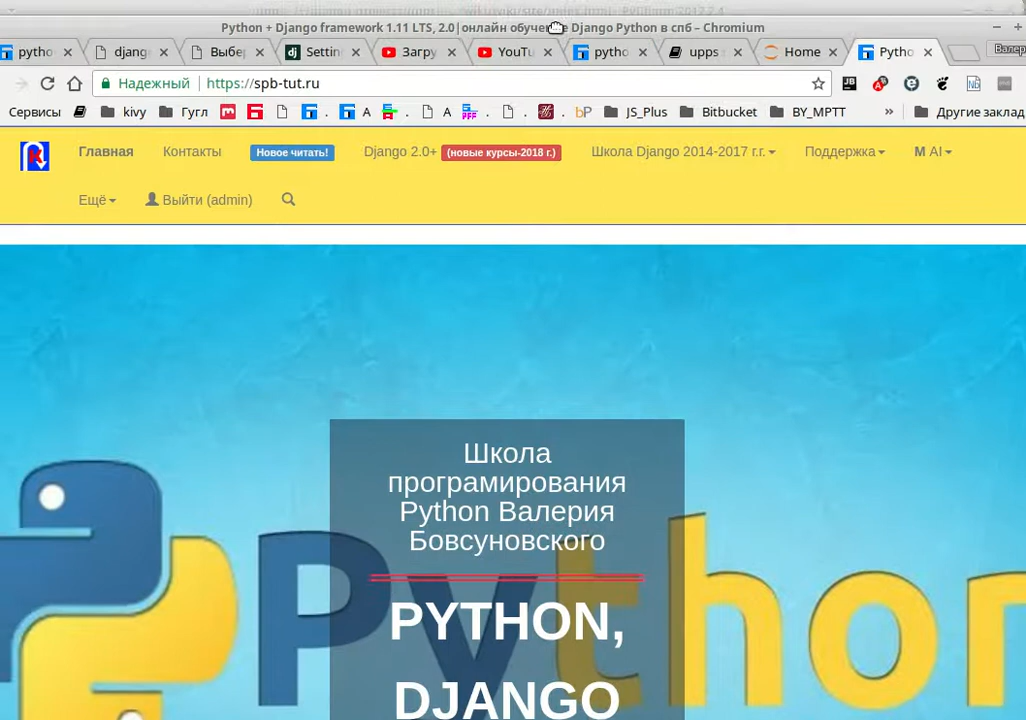 Python + Django framework 1.11 LTS, 2.0|онлайн обучение Django Python в спб – Chromium
pytho
djang
Выбе
Settin
Загру
YouTu
pytho
upps
Home
Pytho
Валер
Надежный
https://spb-tut.ru
Сервисы
kivy
Гугл
A
A
bP
JS_Plus
Bitbucket
BY_MPTT
»
Другие заклад
Главная
Контакты
Новое читать!
Django 2.0+ (новые курсы-2018 г.)
Школа Django 2014-2017 г.г.
Поддержка
M AI
Ещё
Выйти (admin)
Школа
програмирования
Python Валерия
Бовсуновского
PYTHON,
DJANGO
Python